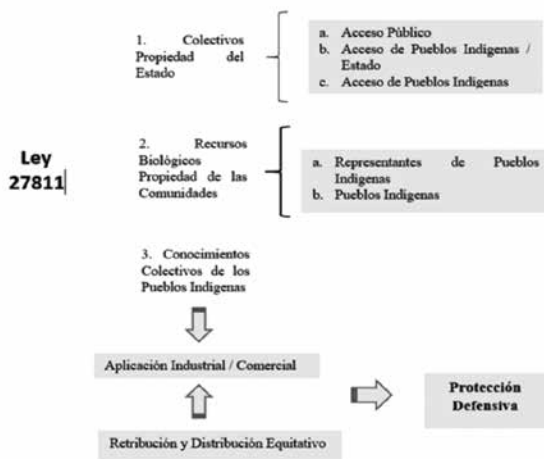 1. Colectivos
Propiedad del
Estado
a. Acceso Público
b. Acceso de Pueblos Indígenas /
Estado
c. Acceso de Pueblos Indígenas
Ley
27811
2. Recursos
Biológicos
Propiedad de las
Comunidades
a. Representantes de Pueblos
Indígenas
b. Pueblos Indígenas
3. Conocimientos
Colectivos de los
Pueblos Indígenas
Aplicación Industrial / Comercial
Protección
Defensiva
Retribución y Distribución Equitativo